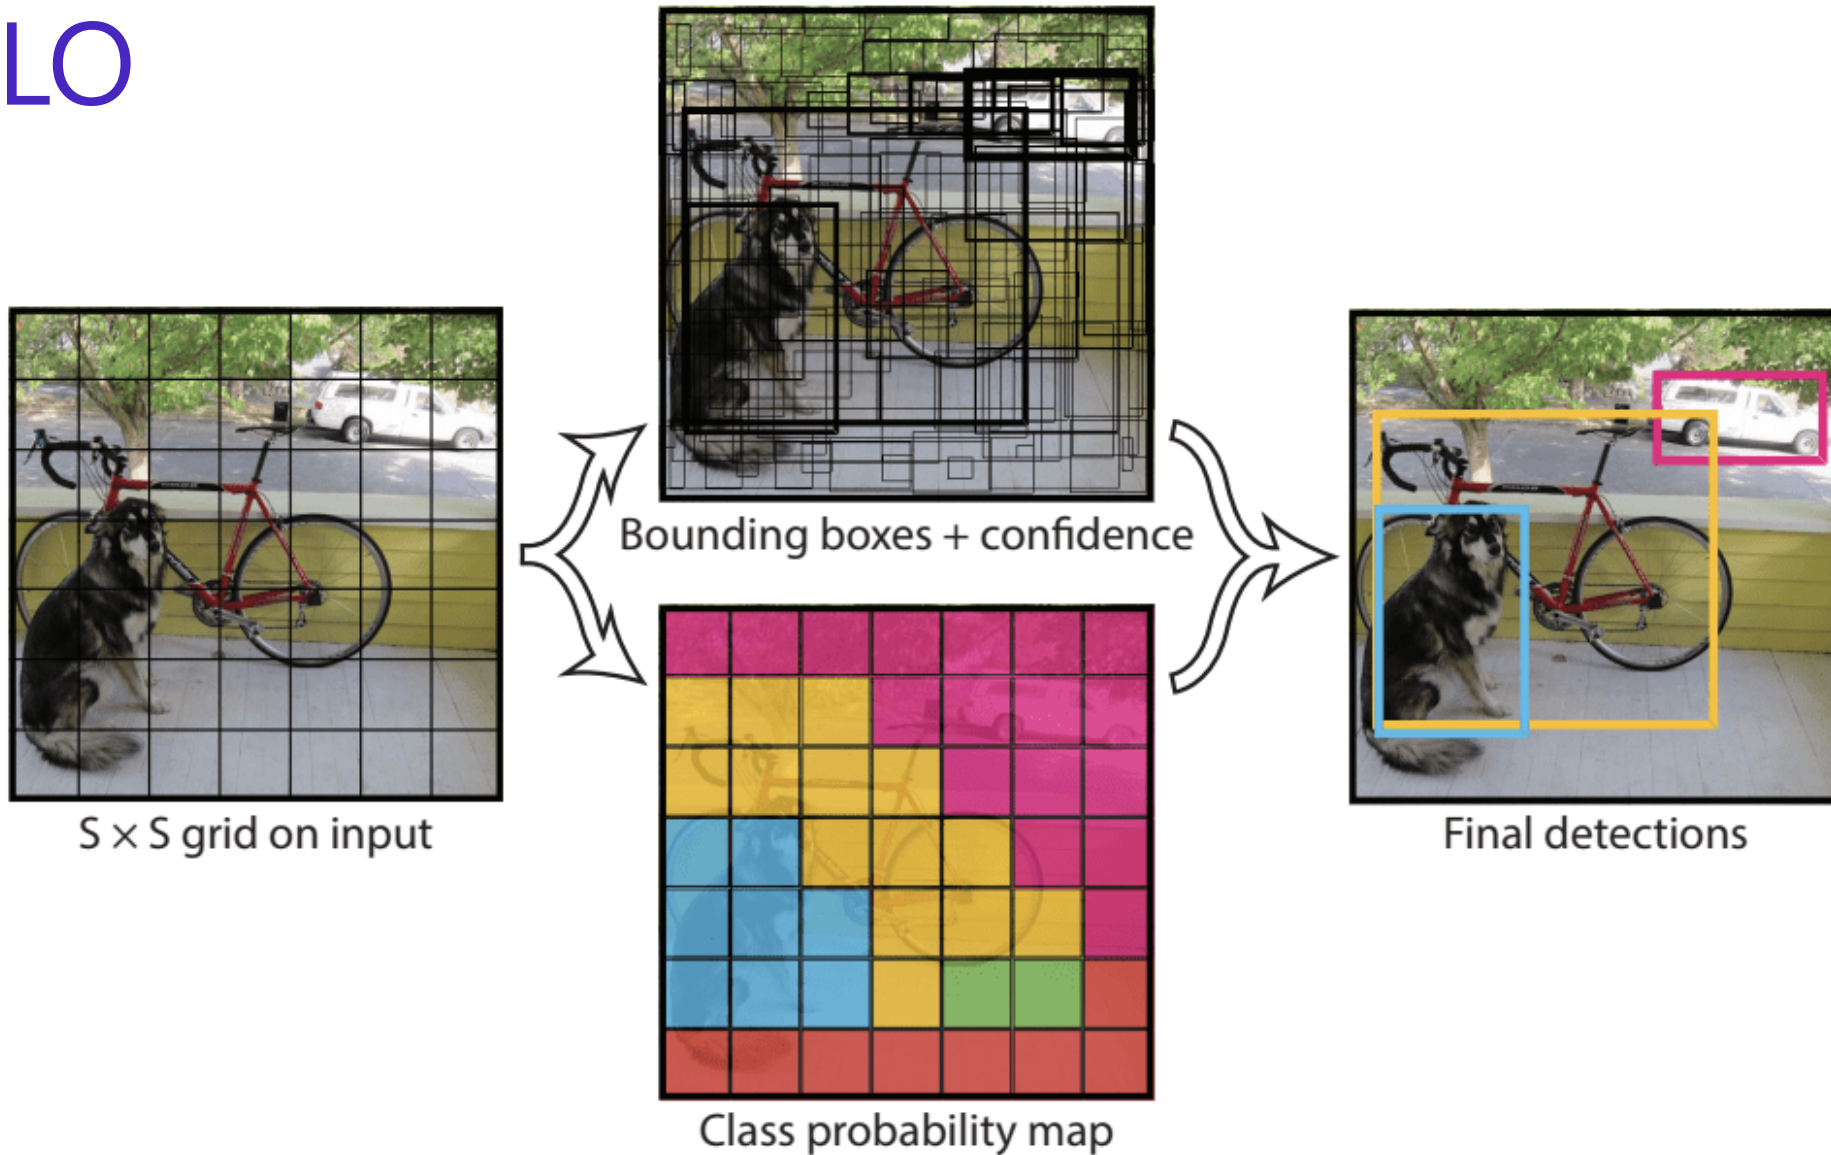 LO
Bounding boxes + confidence
S × S grid on input
Final detections
Class probability map